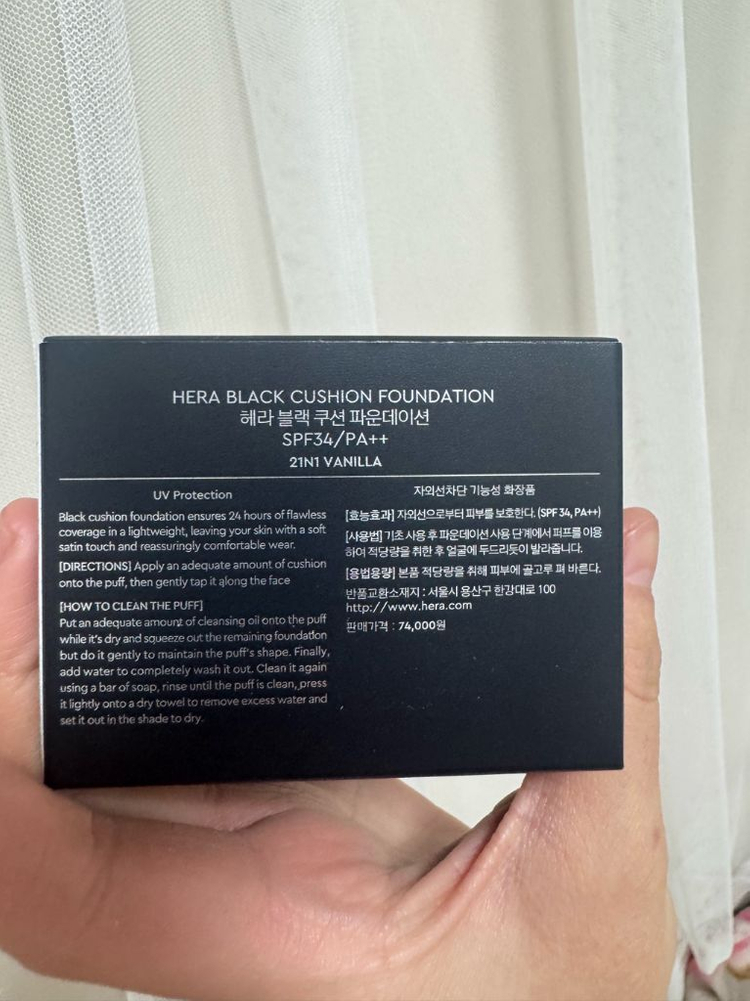 HERA BLACK CUSHION FOUNDATION
헤라 블랙 쿠션 파운데이션
SPF34/PA++
21N1 VANILLA
UV Protection
Black cushion foundation ensures 24 hours of flawless
coverage in a lightweight, leaving your skin with a soft
satin touch and reassuringly comfortable wear.
[DIRECTIONS] Apply an adequate amount of cushion
onto the puff, then gently tap it along the face
[HOW TO CLEAN THE PUFF]
Put an adequate amount of cleansing oil onto the puff
while it's dry and squeeze out the remaining foundation
but do it gently to maintain the puff's shape. Finally,
add water to completely wash it out. Clean it again
using a bar of soap, rinse until the puff is clean, press
it lightly onto a dry towel to remove excess water and
set it out in the shade to dry.
자외선차단 기능성 화장품
[효능효과] 자외선으로부터 피부를 보호한다. (SPF 34, PA++)
[사용법] 기초 사용 후 파운데이션 사용 단계에서 퍼프를 이용
하여 적당량을 취한 후 얼굴에 두드리듯이 발라줍니다.
[용법용량] 본품 적당량을 취해 피부에 골고루 펴 바른다.
반품교환소재지 : 서울시 용산구 한강대로 100
http://www.hera.com
판매가격 : 74,000원